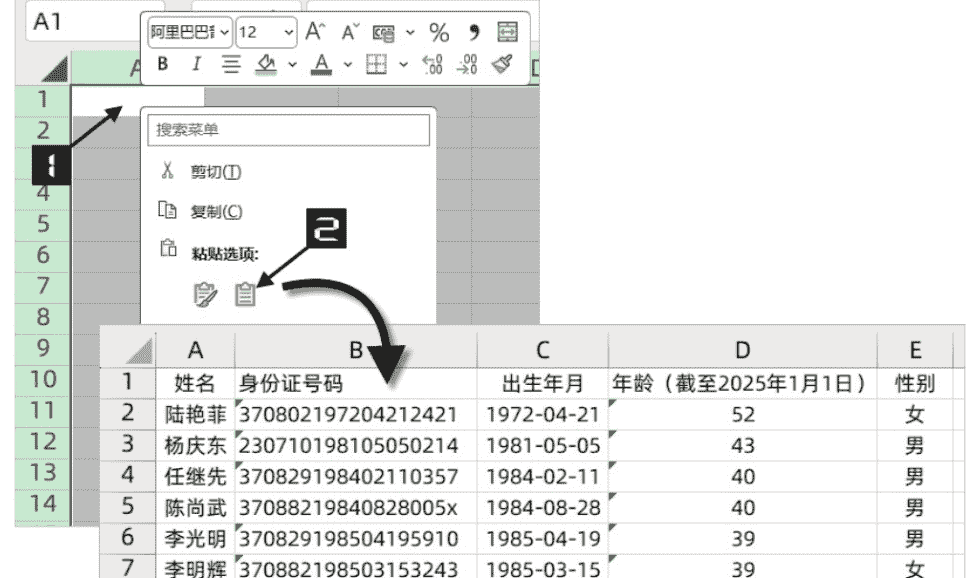 A1
阿里巴巴
12
B I A
D
1
2
4
5
6
7
8
9
10
11
12
13
14
1
搜索菜单
剪切(T)
复制(C)
粘贴选项:
2
A B C D E
1 姓名 身份证号码 出生年月 年龄（截至2025年1月1日） 性别
2 陆艳菲 370802197204212421 1972-04-21 52 女
3 杨庆东 230710198105050214 1981-05-05 43 男
4 任继先 370829198402110357 1984-02-11 40 男
5 陈尚武 37088219840828005x 1984-08-28 40 男
6 李光明 370829198504195910 1985-04-19 39 男
7 李明辉 370882198503153243 1985-03-15 39 女